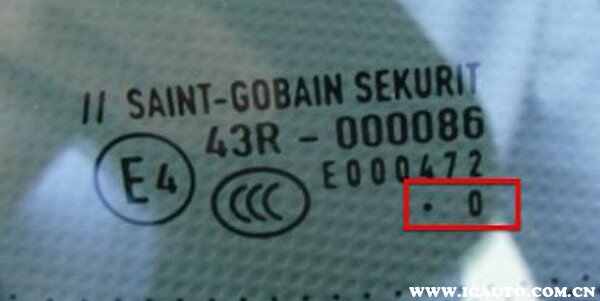 // SAINT-GOBAIN SEKURIT
43R - 000086
E4
CCC
E000472
. 0
WWW.ICAUTO.COM.CN